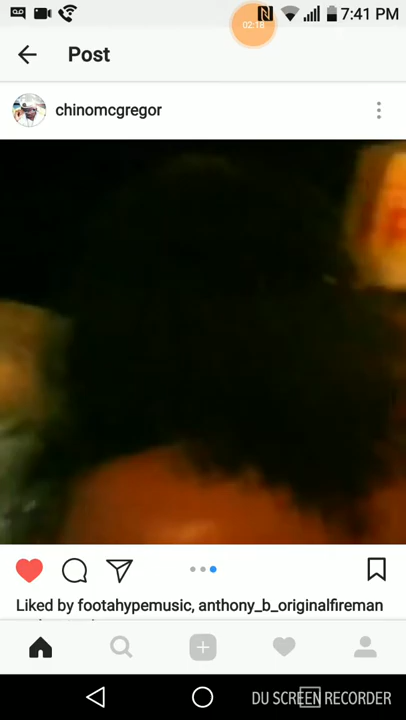 02:18
7:41 PM
Post
chinomcgregor
Liked by footahypemusic, anthony_b_originalfireman
DU SCREEN RECORDER